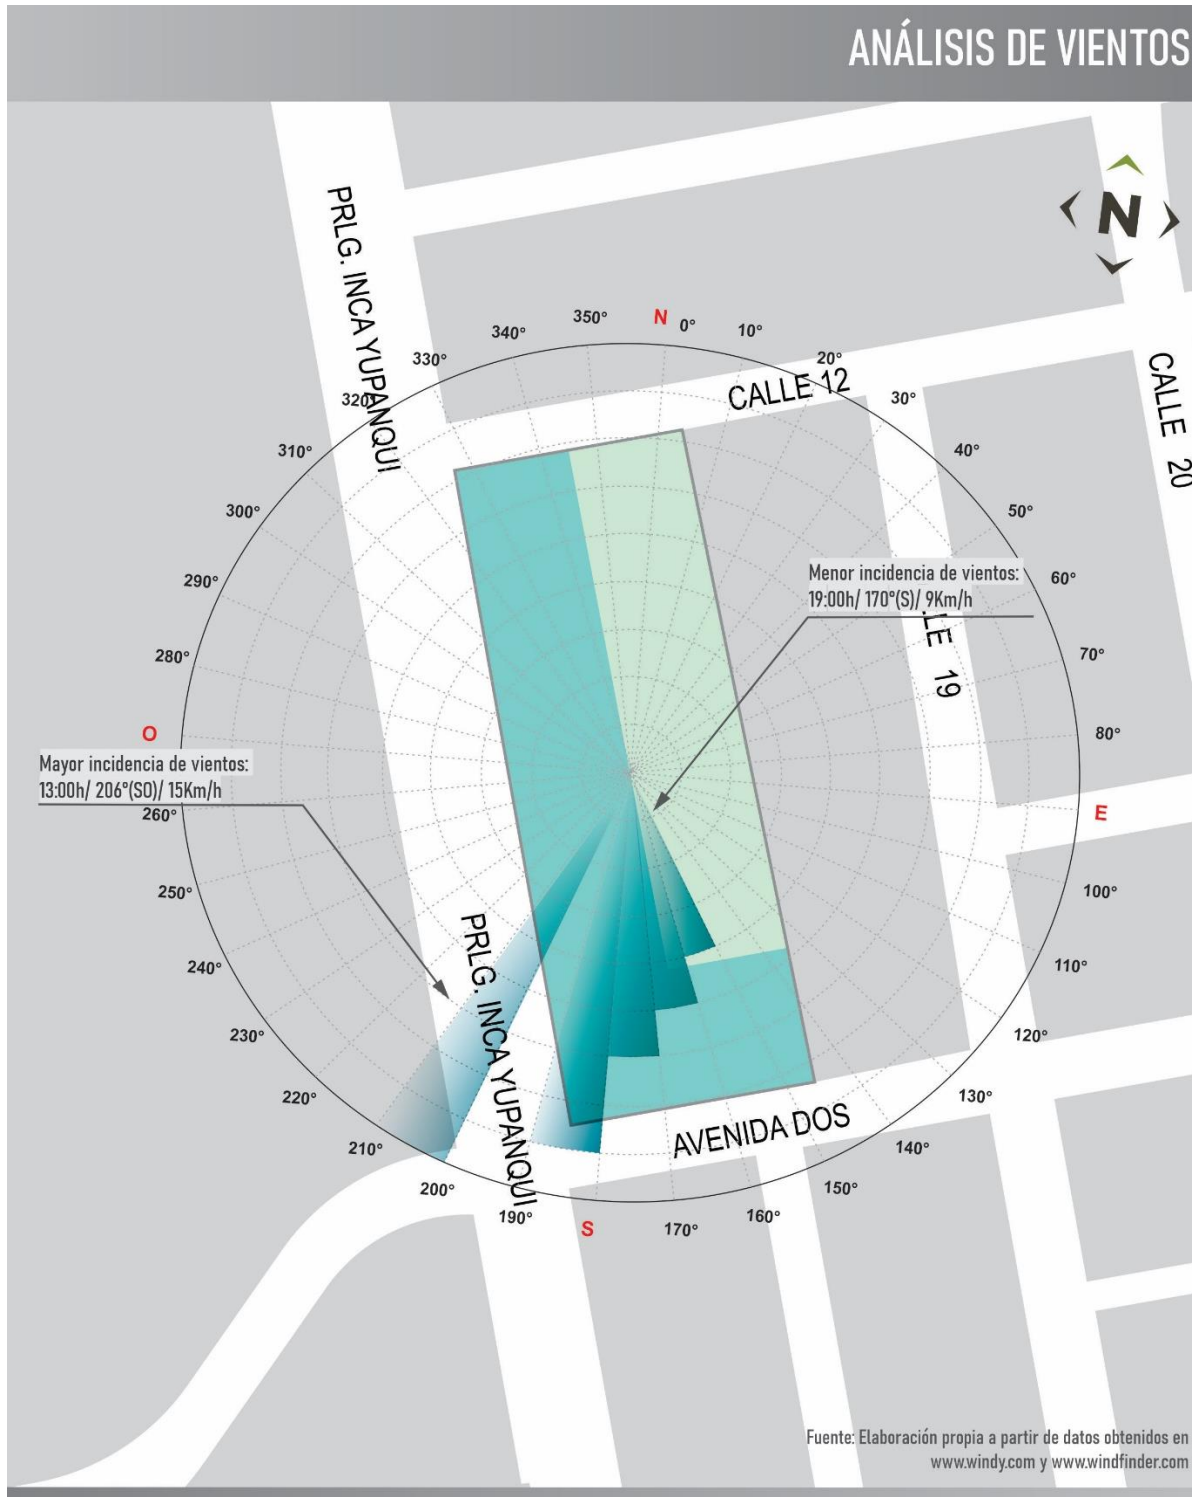 ANÁLISIS DE VIENTOS
N
PRLG. INCA YUPANQUI
CALLE 20
CALLE 12
350°
N
0°
10°
20°
30°
40°
50°
60°
70°
80°
E
100°
110°
120°
130°
140°
150°
160°
170°
S
190°
200°
210°
220°
230°
240°
250°
260°
O
280°
290°
300°
310°
320°
330°
340°
Menor incidencia de vientos:
19:00h/ 170°(S)/ 9Km/h
LLE 19
Mayor incidencia de vientos:
13:00h/ 206°(SO)/ 15Km/h
PRLG. INCA YUPANQUI
AVENIDA DOS
Fuente: Elaboración propia a partir de datos obtenidos en
www.windy.com y www.windfinder.com